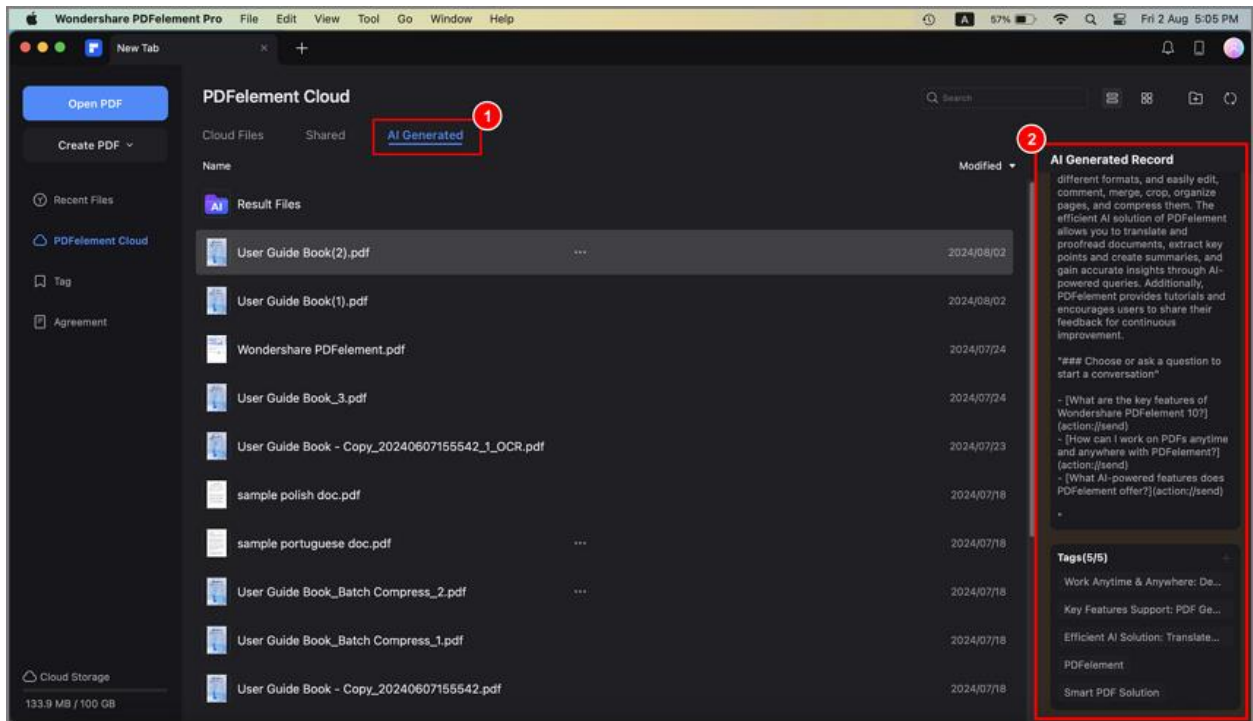 Wondershare PDFelement Pro File Edit View Tool Go Window Help A 57% Fri 2 Aug 5:05 PM
New Tab × +
Open PDF
Create PDF
Recent Files
PDFelement Cloud
Tag
Agreement
Cloud Storage
133.9 MB / 100 GB
PDFelement Cloud
Search
Cloud Files Shared AI Generated
1
Name Modified
AI Result Files
User Guide Book(2).pdf ... 2024/08/02
User Guide Book(1).pdf 2024/08/02
Wondershare PDFelement.pdf 2024/07/24
User Guide Book_3.pdf 2024/07/24
User Guide Book - Copy_20240607155542_1_OCR.pdf 2024/07/23
sample polish doc.pdf 2024/07/18
sample portuguese doc.pdf ... 2024/07/18
User Guide Book_Batch Compress_2.pdf ... 2024/07/18
User Guide Book_Batch Compress_1.pdf 2024/07/18
User Guide Book - Copy_20240607155542.pdf 2024/07/18
2
AI Generated Record
different formats, and easily edit,
comment, merge, crop, organize
pages, and compress them. The
efficient AI solution of PDFelement
allows you to translate and
proofread documents, extract key
points and create summaries, and
gain accurate insights through AI-
powered queries. Additionally,
PDFelement provides tutorials and
encourages users to share their
feedback for continuous
improvement.
"### Choose or ask a question to
start a conversation"
- [What are the key features of
Wondershare PDFelement 10?]
(action://send)
- [How can I work on PDFs anytime
and anywhere with PDFelement?]
(action://send)
- [What AI-powered features does
PDFelement offer?](action://send)
"
Tags(5/5) +
Work Anytime & Anywhere: De...
Key Features Support: PDF Ge...
Efficient AI Solution: Translate...
PDFelement
Smart PDF Solution